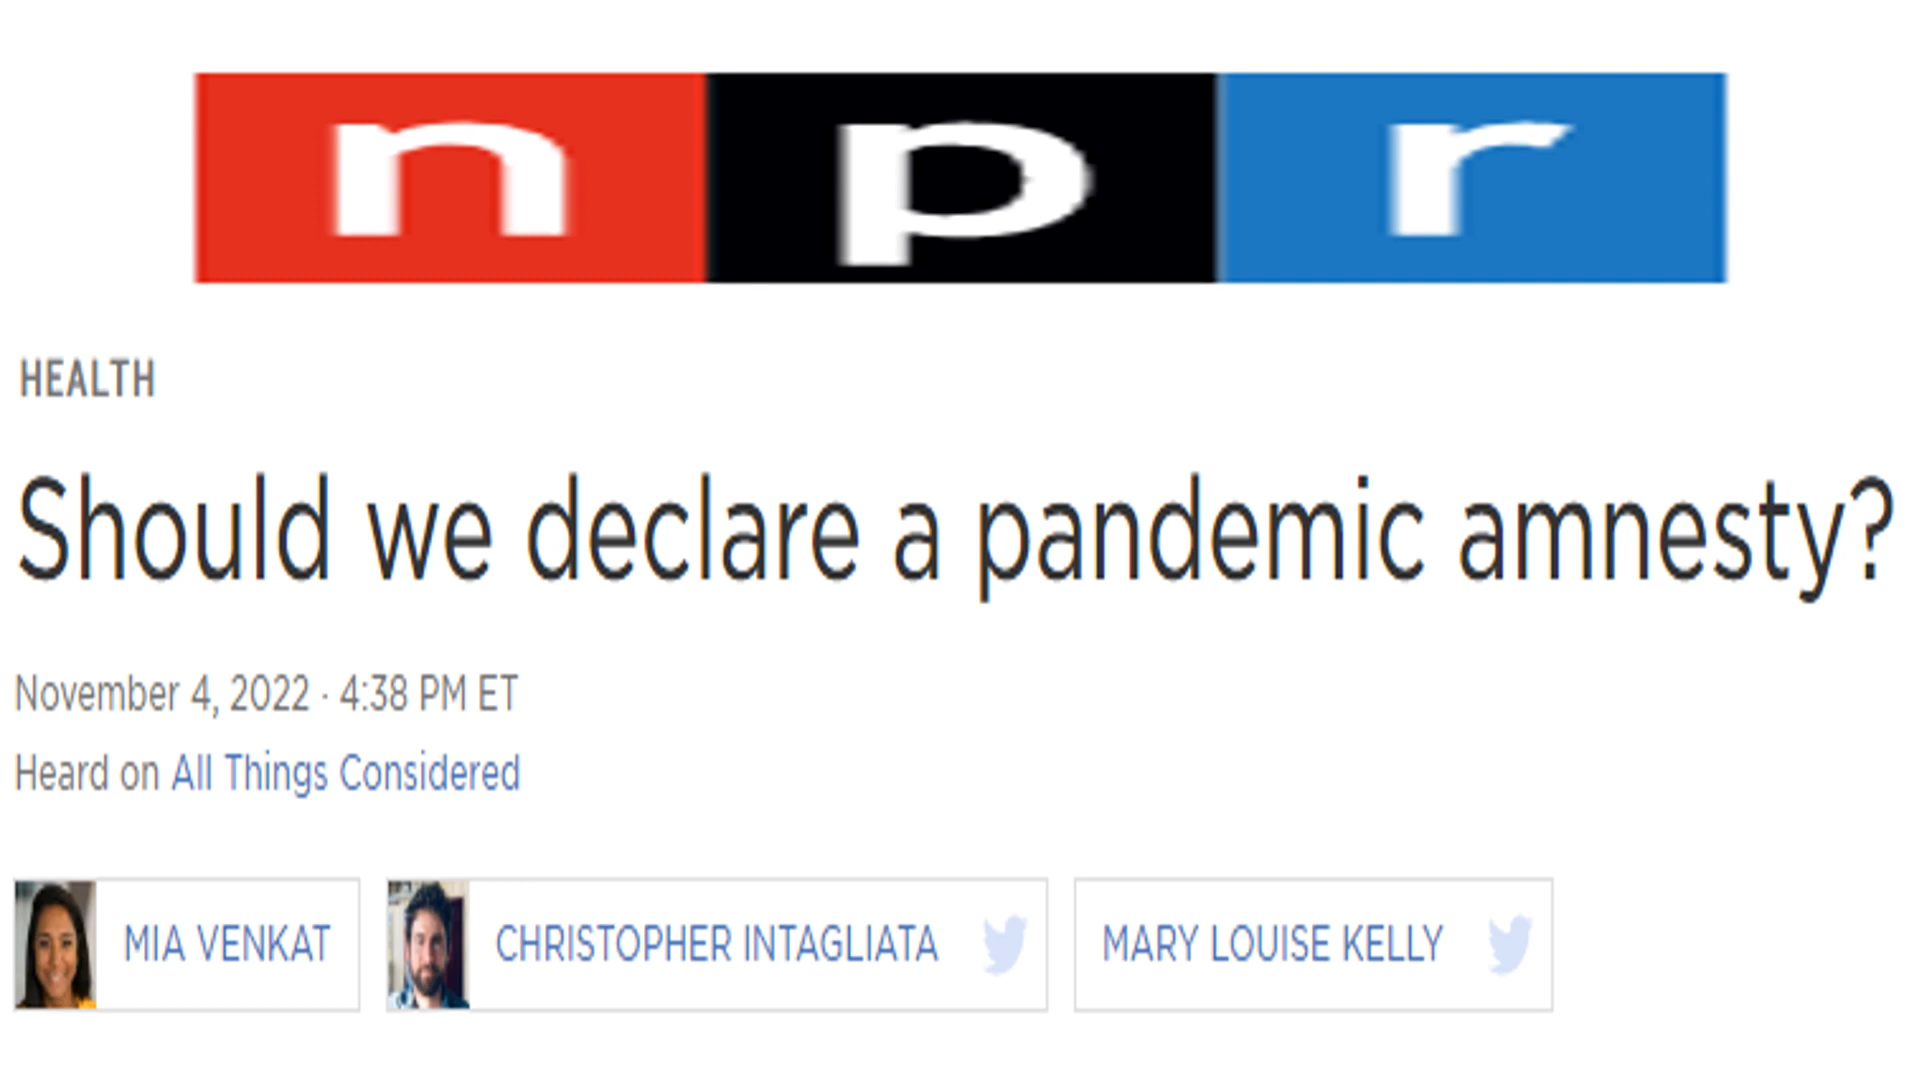 npr
HEALTH
Should we declare a pandemic amnesty?
November 4, 2022 · 4:38 PM ET
Heard on All Things Considered
MIA VENKAT CHRISTOPHER INTAGLIATA MARY LOUISE KELLY